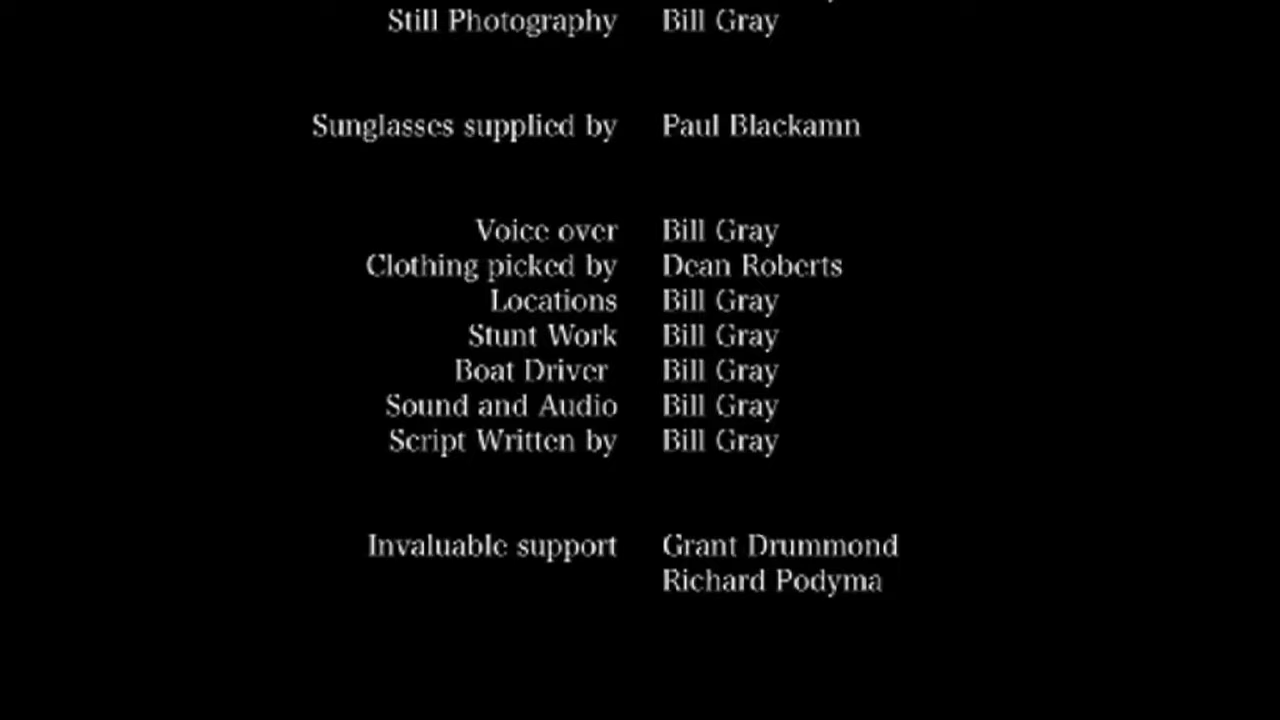 Still Photography Bill Gray
Sunglasses supplied by Paul Blackamn
Voice over Bill Gray
Clothing picked by Dean Roberts
Locations Bill Gray
Stunt Work Bill Gray
Boat Driver Bill Gray
Sound and Audio Bill Gray
Script Written by Bill Gray
Invaluable support Grant Drummond
Richard Podyma